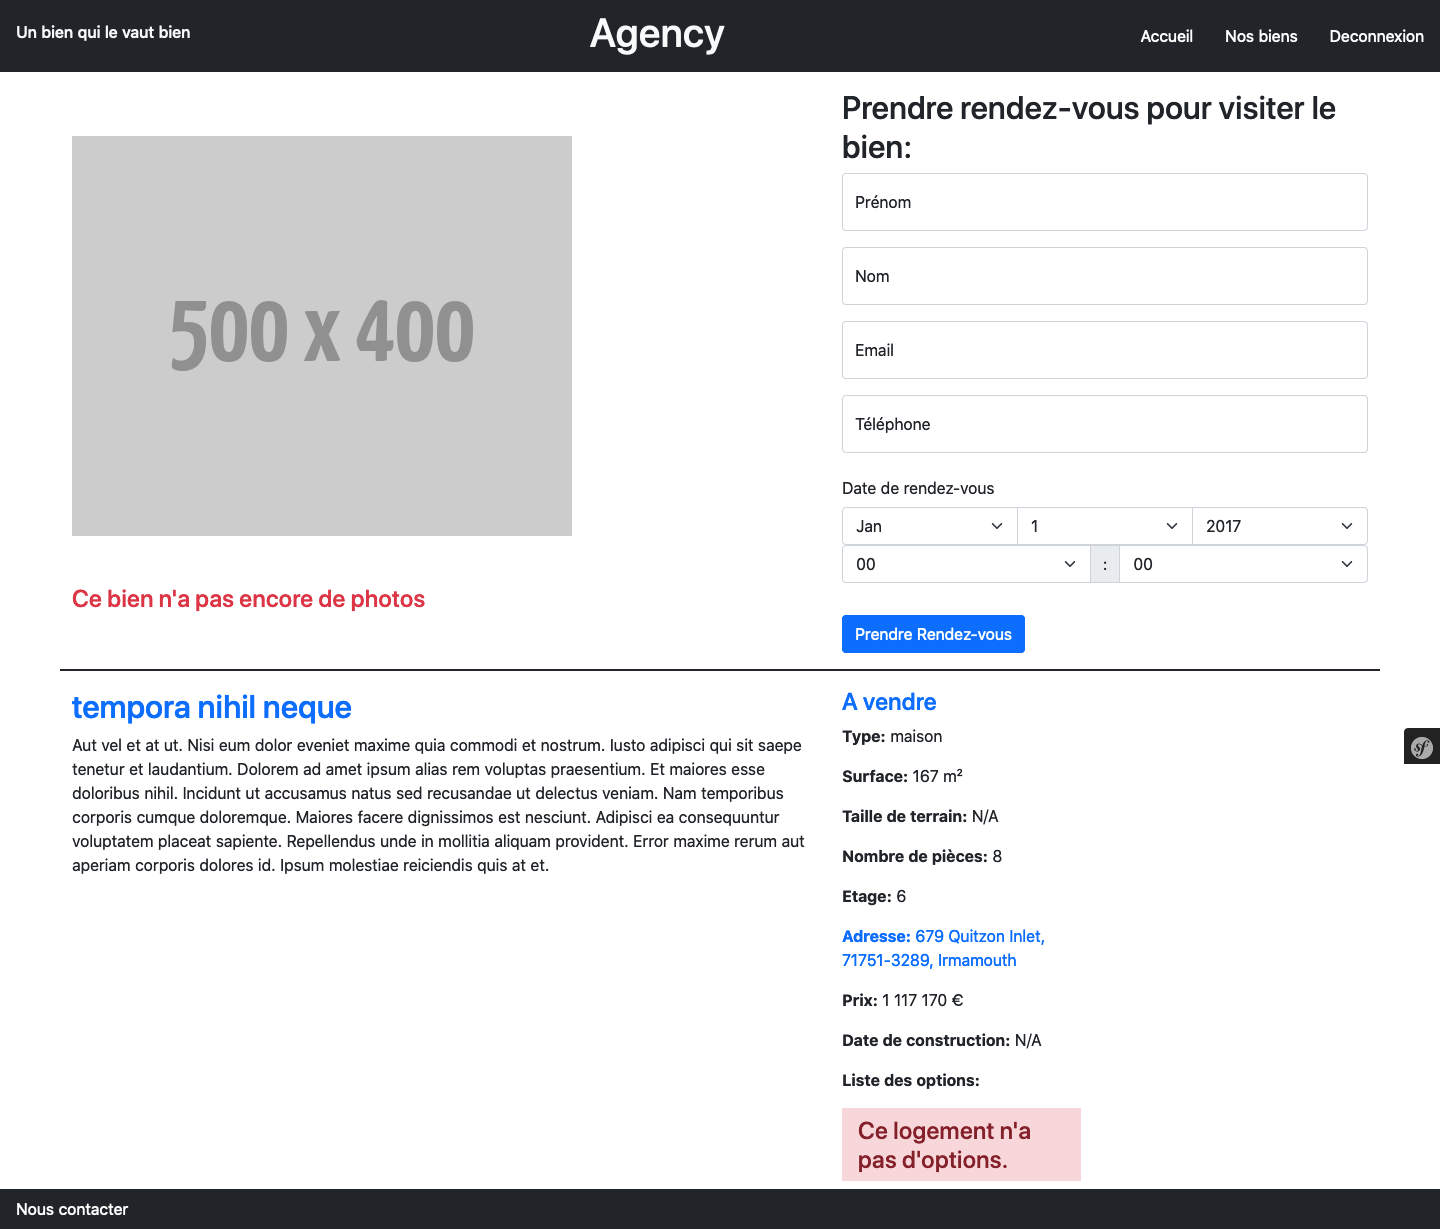 Un bien qui le vaut bien
Agency
Accueil Nos biens Deconnexion
500 x 400
Ce bien n'a pas encore de photos
Prendre rendez-vous pour visiter le
bien:
Prénom
Nom
Email
Téléphone
Date de rendez-vous
Jan 1 2017
00 : 00
Prendre Rendez-vous
tempora nihil neque
Aut vel et at ut. Nisi eum dolor eveniet maxime quia commodi et nostrum. Iusto adipisci qui sit saepe
tenetur et laudantium. Dolorem ad amet ipsum alias rem voluptas praesentium. Et maiores esse
doloribus nihil. Incidunt ut accusamus natus sed recusandae ut delectus veniam. Nam temporibus
corporis cumque doloremque. Maiores facere dignissimos est nesciunt. Adipisci ea consequuntur
voluptatem placeat sapiente. Repellendus unde in mollitia aliquam provident. Error maxime rerum aut
aperiam corporis dolores id. Ipsum molestiae reiciendis quis at et.
A vendre
Type: maison
Surface: 167 m²
Taille de terrain: N/A
Nombre de pièces: 8
Etage: 6
Adresse: 679 Quitzon Inlet,
71751-3289, Irmamouth
Prix: 1 117 170 €
Date de construction: N/A
Liste des options:
Ce logement n'a
pas d'options.
sf
Nous contacter